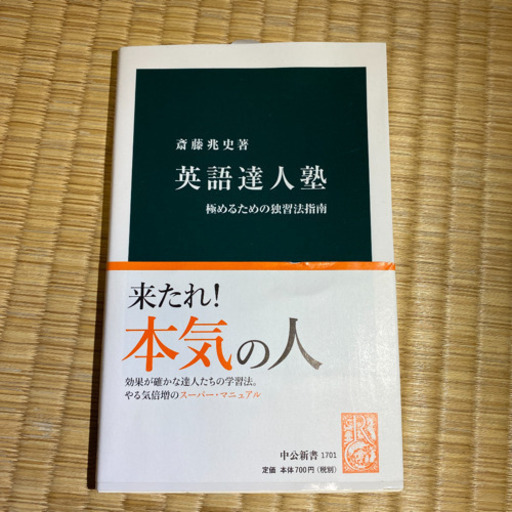 斎藤兆史著
英語達人塾
極めるための独習法指南
来たれ!
本気の人
効果が確かな達人たちの学習法。
やる気倍増のスーパー・マニュアル
中公新書 1701
定価 本体700円(税別)